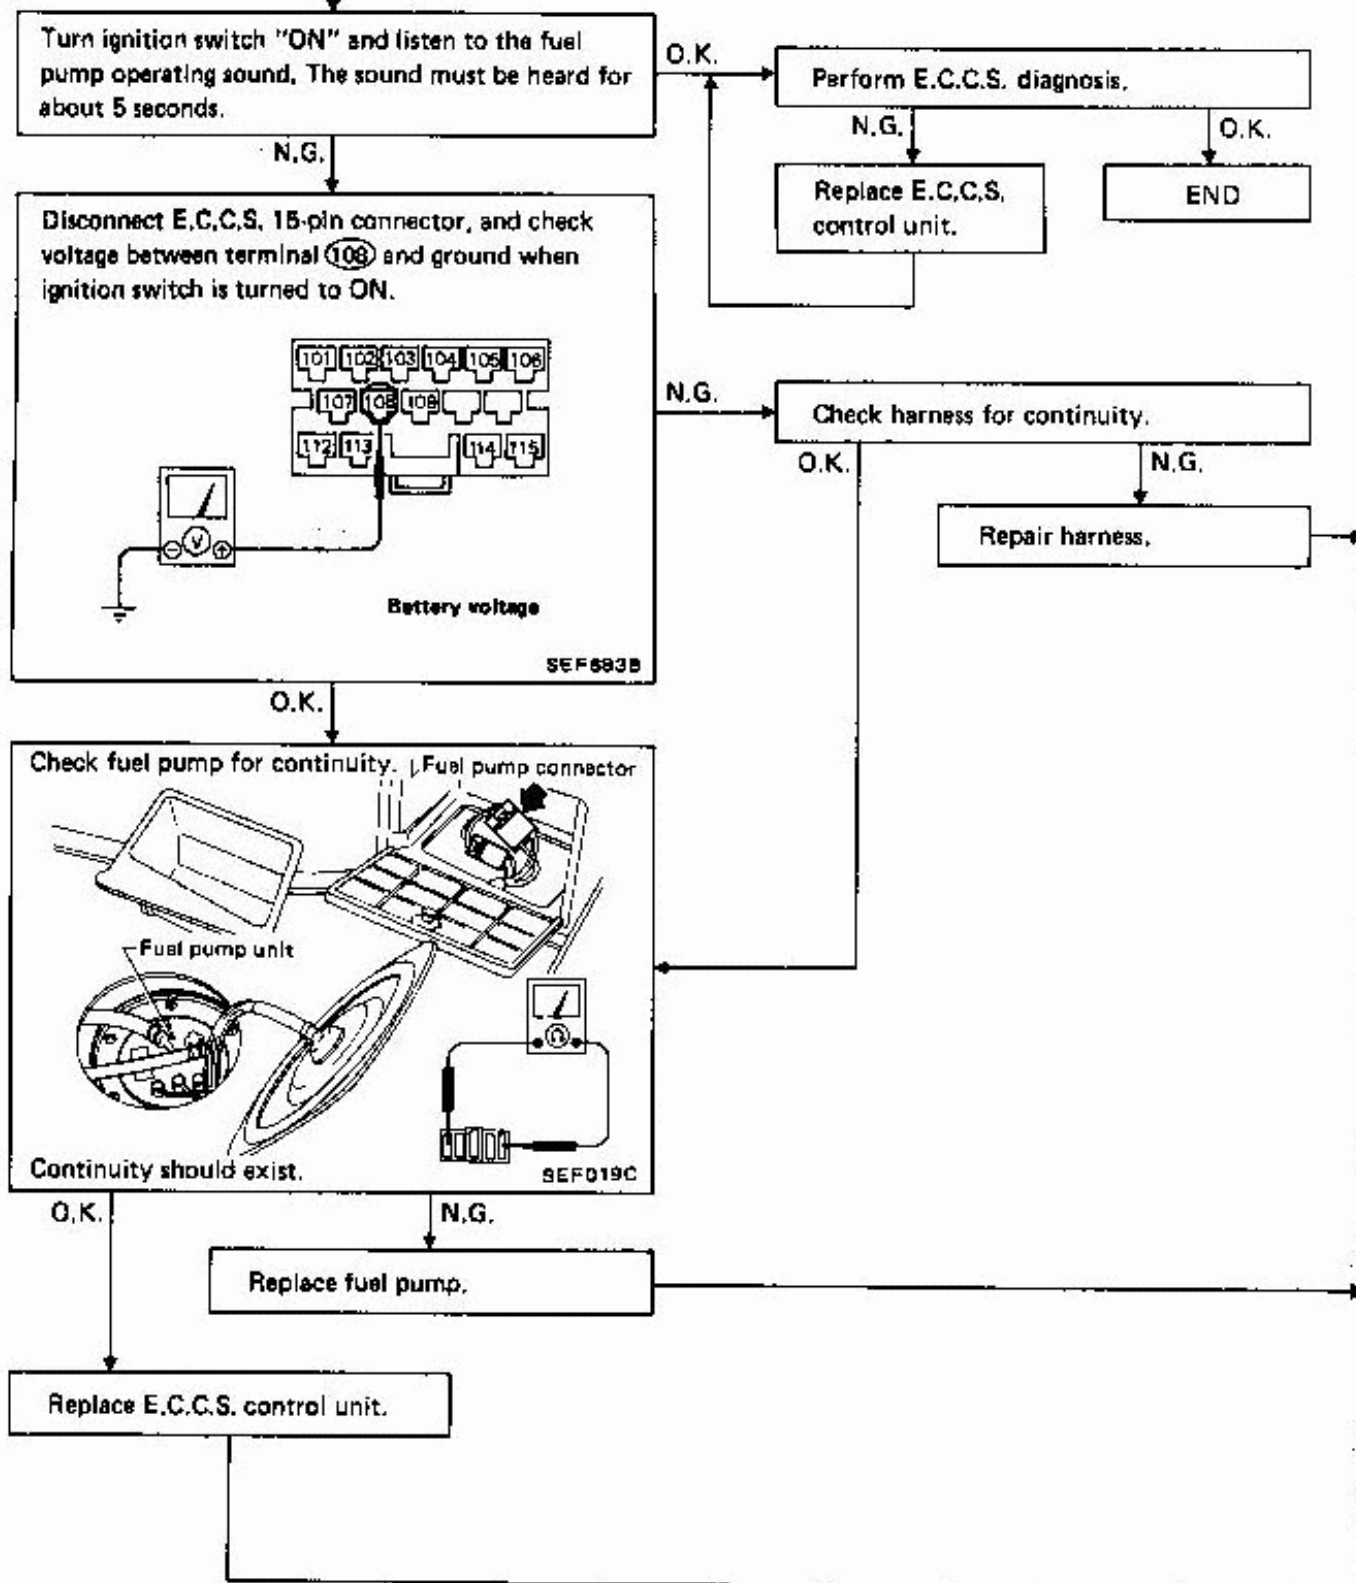 Turn ignition switch "ON" and listen to the fuel
pump operating sound. The sound must be heard for
about 5 seconds.
O.K.
Perform E.C.C.S. diagnosis.
N.G.
O.K.
Replace E.C.C.S.
control unit.
END
N.G.
Disconnect E.C.C.S. 15-pin connector, and check
voltage between terminal 108 and ground when
ignition switch is turned to ON.
101 102 103 104 105 106
107 108 109
112 113 114 115
V
Battery voltage
SEF683B
N.G.
Check harness for continuity.
O.K.
N.G.
Repair harness.
O.K.
Check fuel pump for continuity.
Fuel pump connector
Fuel pump unit
Ω
Continuity should exist.
SEF019C
O.K.
N.G.
Replace fuel pump.
Replace E.C.C.S. control unit.